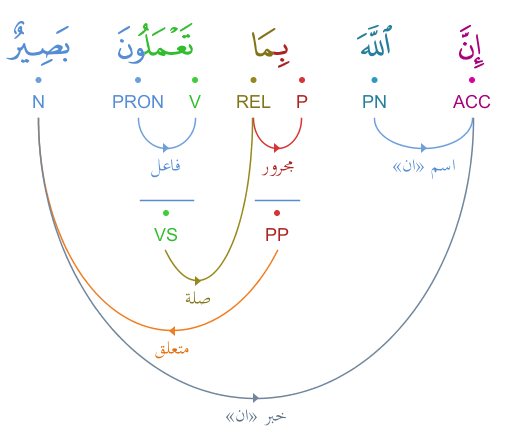 إِنَّ ٱللَّهَ بِمَا تَعْمَلُونَ بَصِيرٌ
ACC PN P REL V PRON N
اسم «ان» مجرور فاعل
PP VS
صلة
متعلق
خبر «ان»